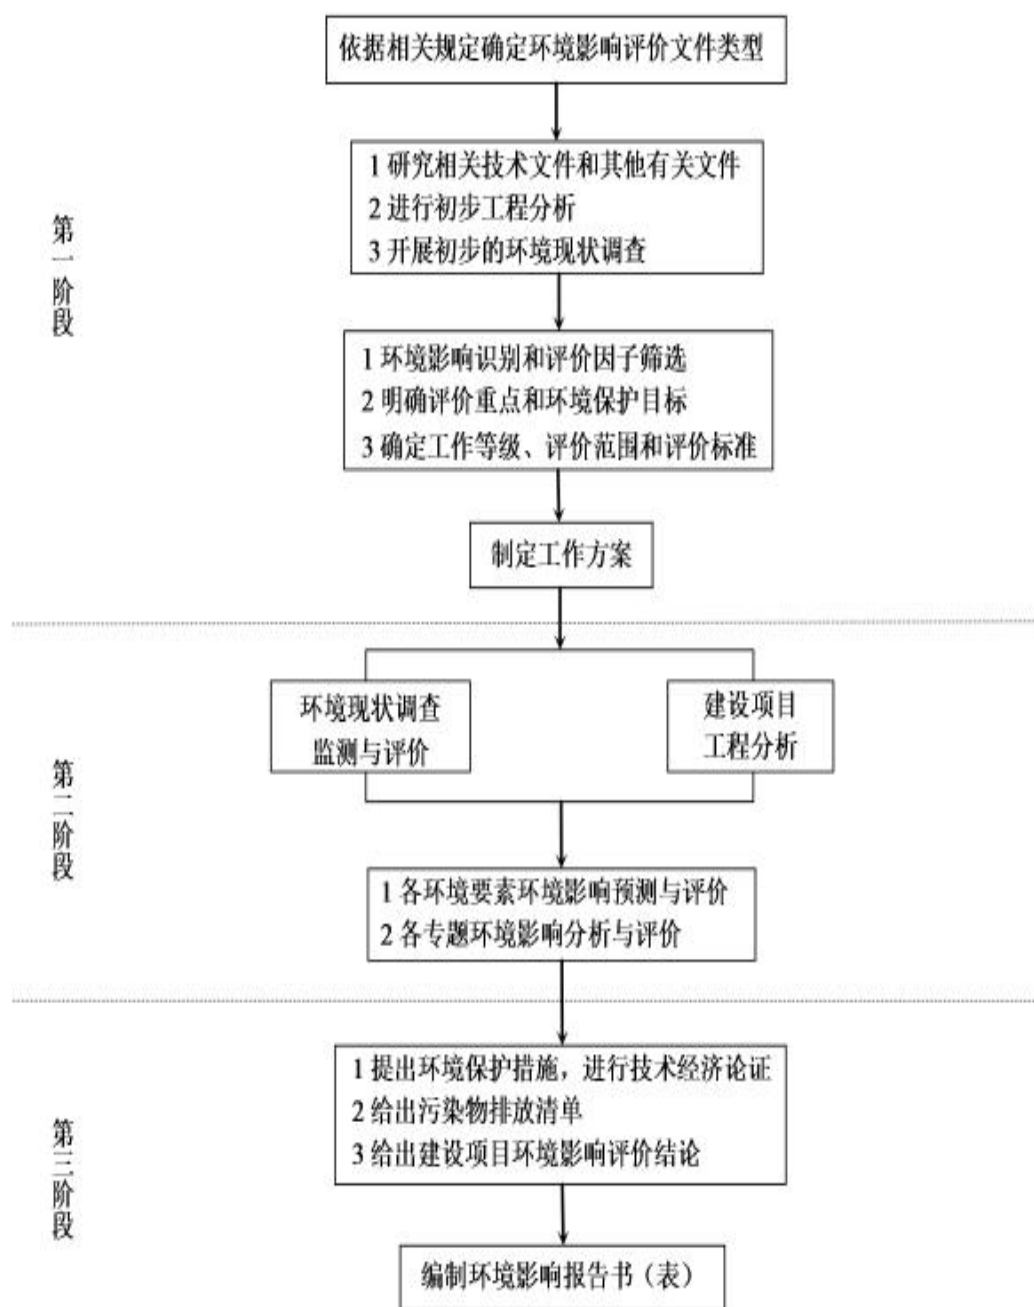 依据相关规定确定环境影响评价文件类型
1 研究相关技术文件和其他有关文件
2 进行初步工程分析
3 开展初步的环境现状调查
第一阶段
1 环境影响识别和评价因子筛选
2 明确评价重点和环境保护目标
3 确定工作等级、评价范围和评价标准
制定工作方案
环境现状调查
监测与评价
建设项目
工程分析
第二阶段
1 各环境要素环境影响预测与评价
2 各专题环境影响分析与评价
1 提出环境保护措施，进行技术经济论证
2 给出污染物排放清单
3 给出建设项目环境影响评价结论
第三阶段
编制环境影响报告书（表）